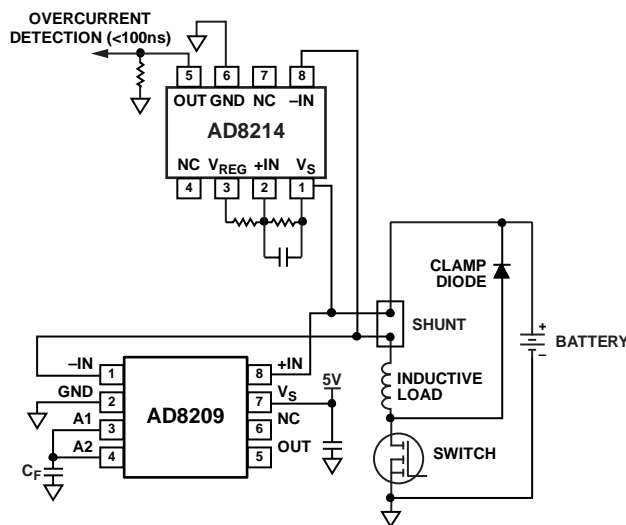 OVERCURRENT
DETECTION (<100ns)
5 6 7 8
OUT GND NC –IN
AD8214
NC VREG +IN VS
4 3 2 1
CLAMP
DIODE
SHUNT
+
BATTERY
–
–IN 1 8 +IN
5V
GND 2 7 VS
AD8209
A1 3 6 NC
A2 4 5 OUT
CF
INDUCTIVE
LOAD
SWITCH